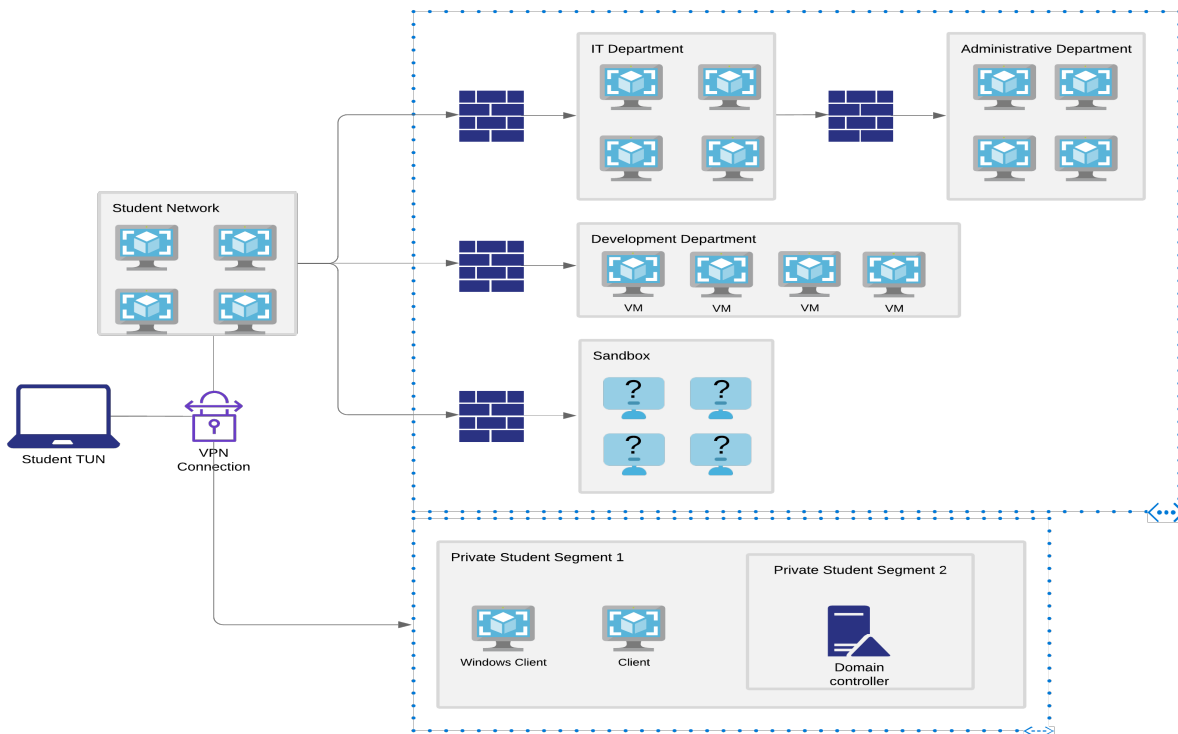 IT Department
Administrative Department
Student Network
Development Department
VM
VM
VM
VM
Sandbox
?
?
?
?
Student TUN
VPN
Connection
Private Student Segment 1
Private Student Segment 2
Windows Client
Client
Domain
controller